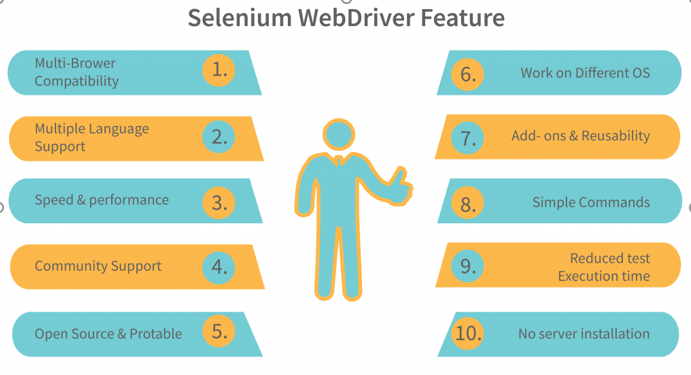 Selenium WebDriver Feature
Multi-Brower
Compatibility
1.
Multiple Language
Support
2.
Speed & performance
3.
Community Support
4.
Open Source & Protable
5.
6.
Work on Different OS
7.
Add- ons & Reusability
8.
Simple Commands
9.
Reduced test
Execution time
10.
No server installation